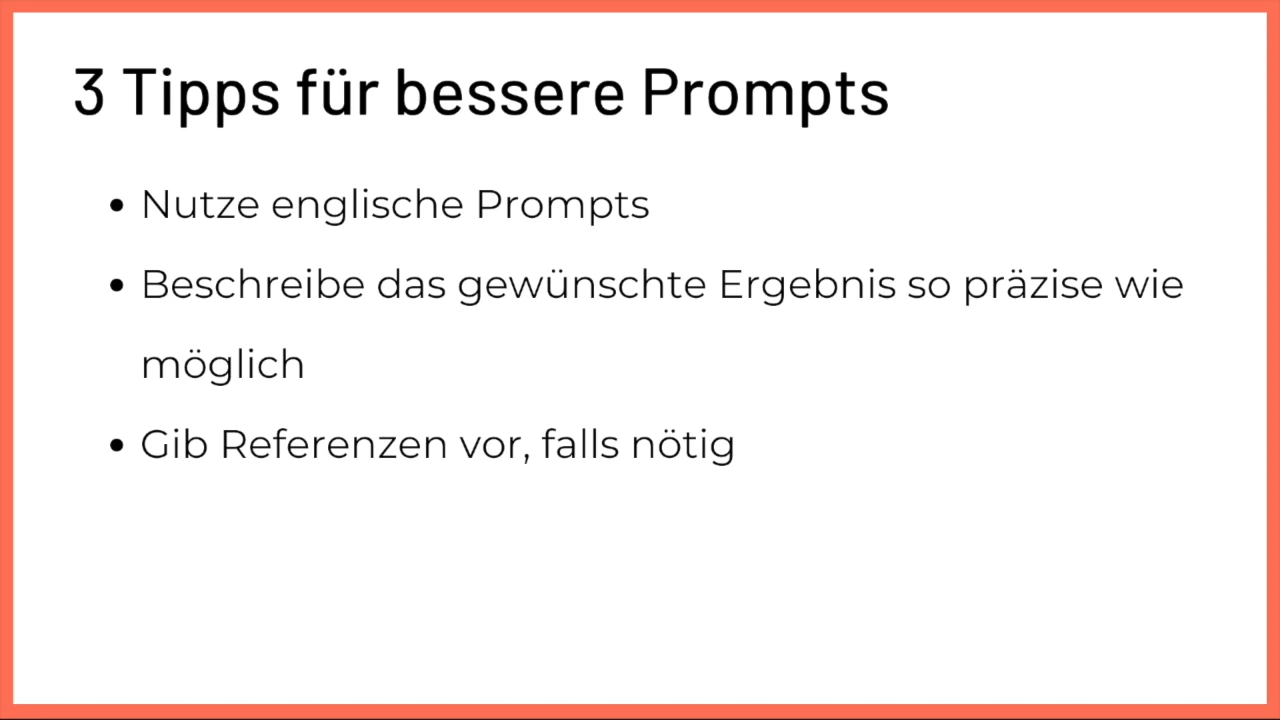 3 Tipps für bessere Prompts
• Nutze englische Prompts
• Beschreibe das gewünschte Ergebnis so präzise wie
möglich
• Gib Referenzen vor, falls nötig